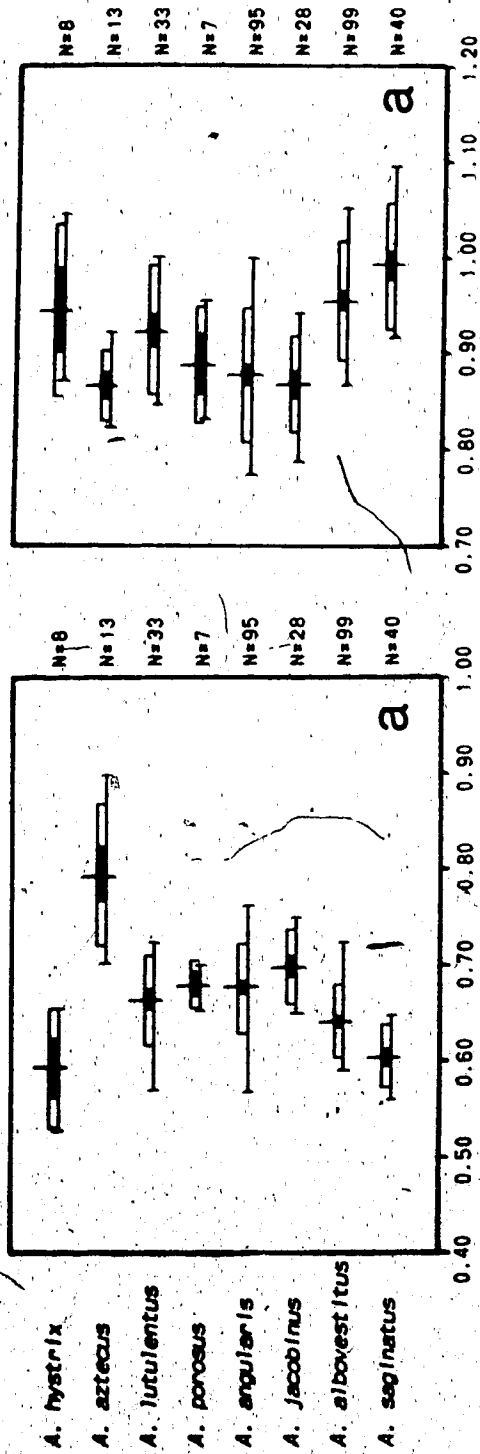 A. hystrix
A. aztecus
A. lutulentus
A. porosus
A. angularis
A. jacobinus
A. albovestitus
A. saginatus
N=8
N=13
N=33
N=7
N=95
N=28
N=99
N=40
a
0.40 0.50 0.60 0.70 0.80 0.90 1.00
N=8
N=13
N=33
N=7
N=95
N=28
N=99
N=40
a
0.70 0.80 0.90 1.00 1.10 1.20